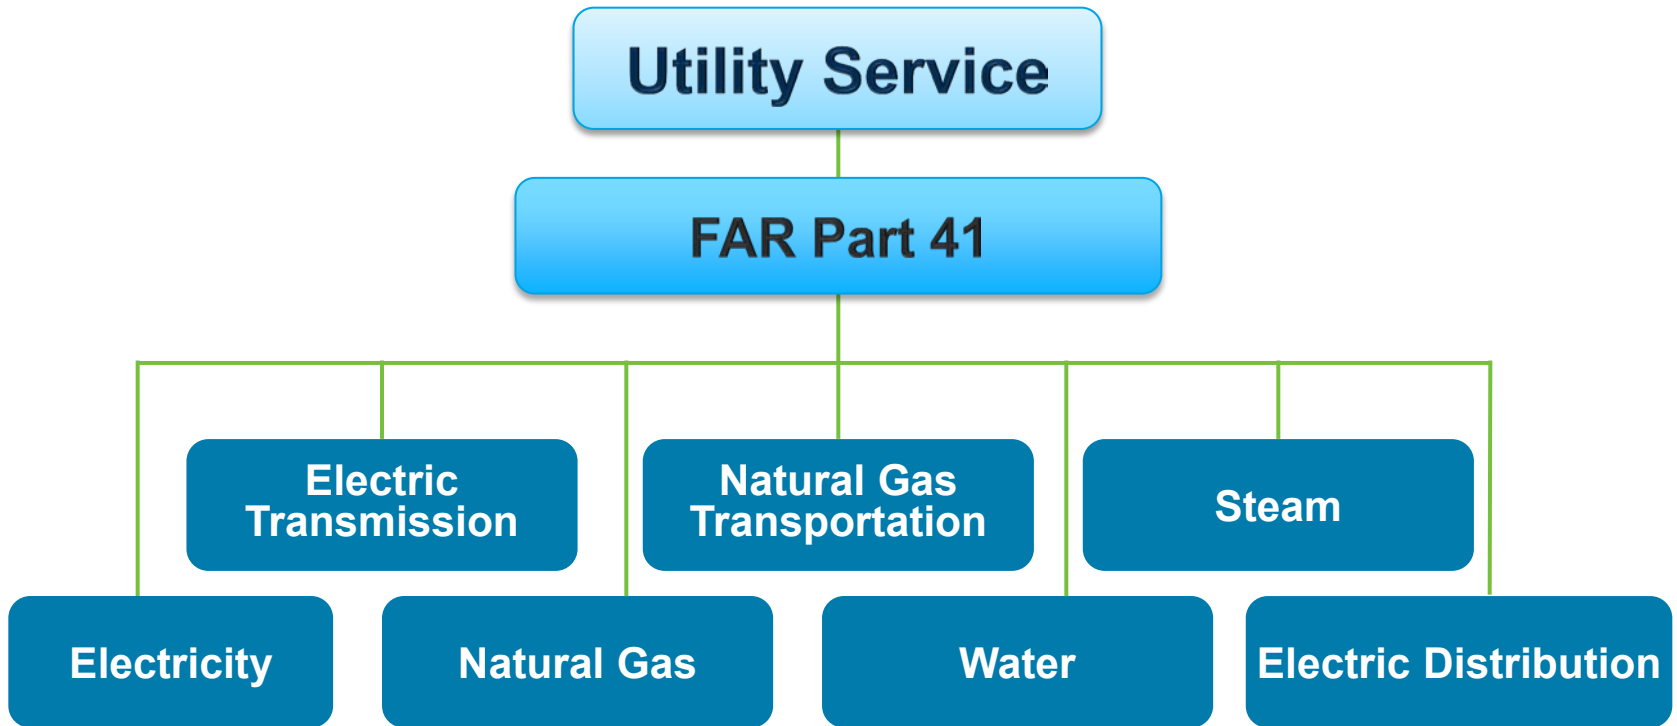 Utility Service
FAR Part 41
Electric
Transmission
Natural Gas
Transportation
Steam
Electricity
Natural Gas
Water
Electric Distribution